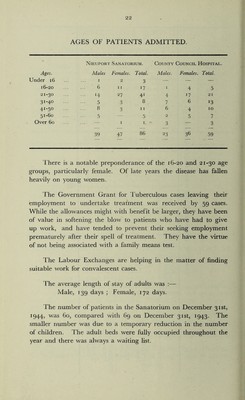 22
AGES OF PATIENTS ADMITTED.
NIEUPORT SANATORIUM. COUNTY COUNCIL HOSPITAL.
Ages. Males Females. Total. Males. Females. Total.
Under 16 ... ... 1 2 3 — — —
16-20 ... ... 6 11 17 1 4 5
21-30 ... ... 14 27 41 4 17 21
31-40 ... ... 5 3 8 7 6 13
41-50 ... ... 8 3 11 6 4 10
51-60 ... ... 5 — 5 2 5 7
Over 60 ... ... — 1 1 3 — 3
39 47 86 23 36 59
There is a notable preponderance of the 16-20 and 21-30 age
groups, particularly female. Of late years the disease has fallen
heavily on young women.
The Government Grant for Tuberculous cases leaving their
employment to undertake treatment was received by 59 cases.
While the allowances might with benefit be larger, they have been
of value in softening the blow to patients who have had to give
up work, and have tended to prevent their seeking employment
prematurely after their spell of treatment. They have the virtue
of not being associated with a family means test.
The Labour Exchanges are helping in the matter of finding
suitable work for convalescent cases.
The average length of stay of adults was :—
Male, 139 days ; Female, 172 days.
The number of patients in the Sanatorium on December 31st,
1944, was 60, compared with 69 on December 31st, 1943. The
smaller number was due to a temporary reduction in the number
of children. The adult beds were fully occupied throughout the
year and there was always a waiting list.